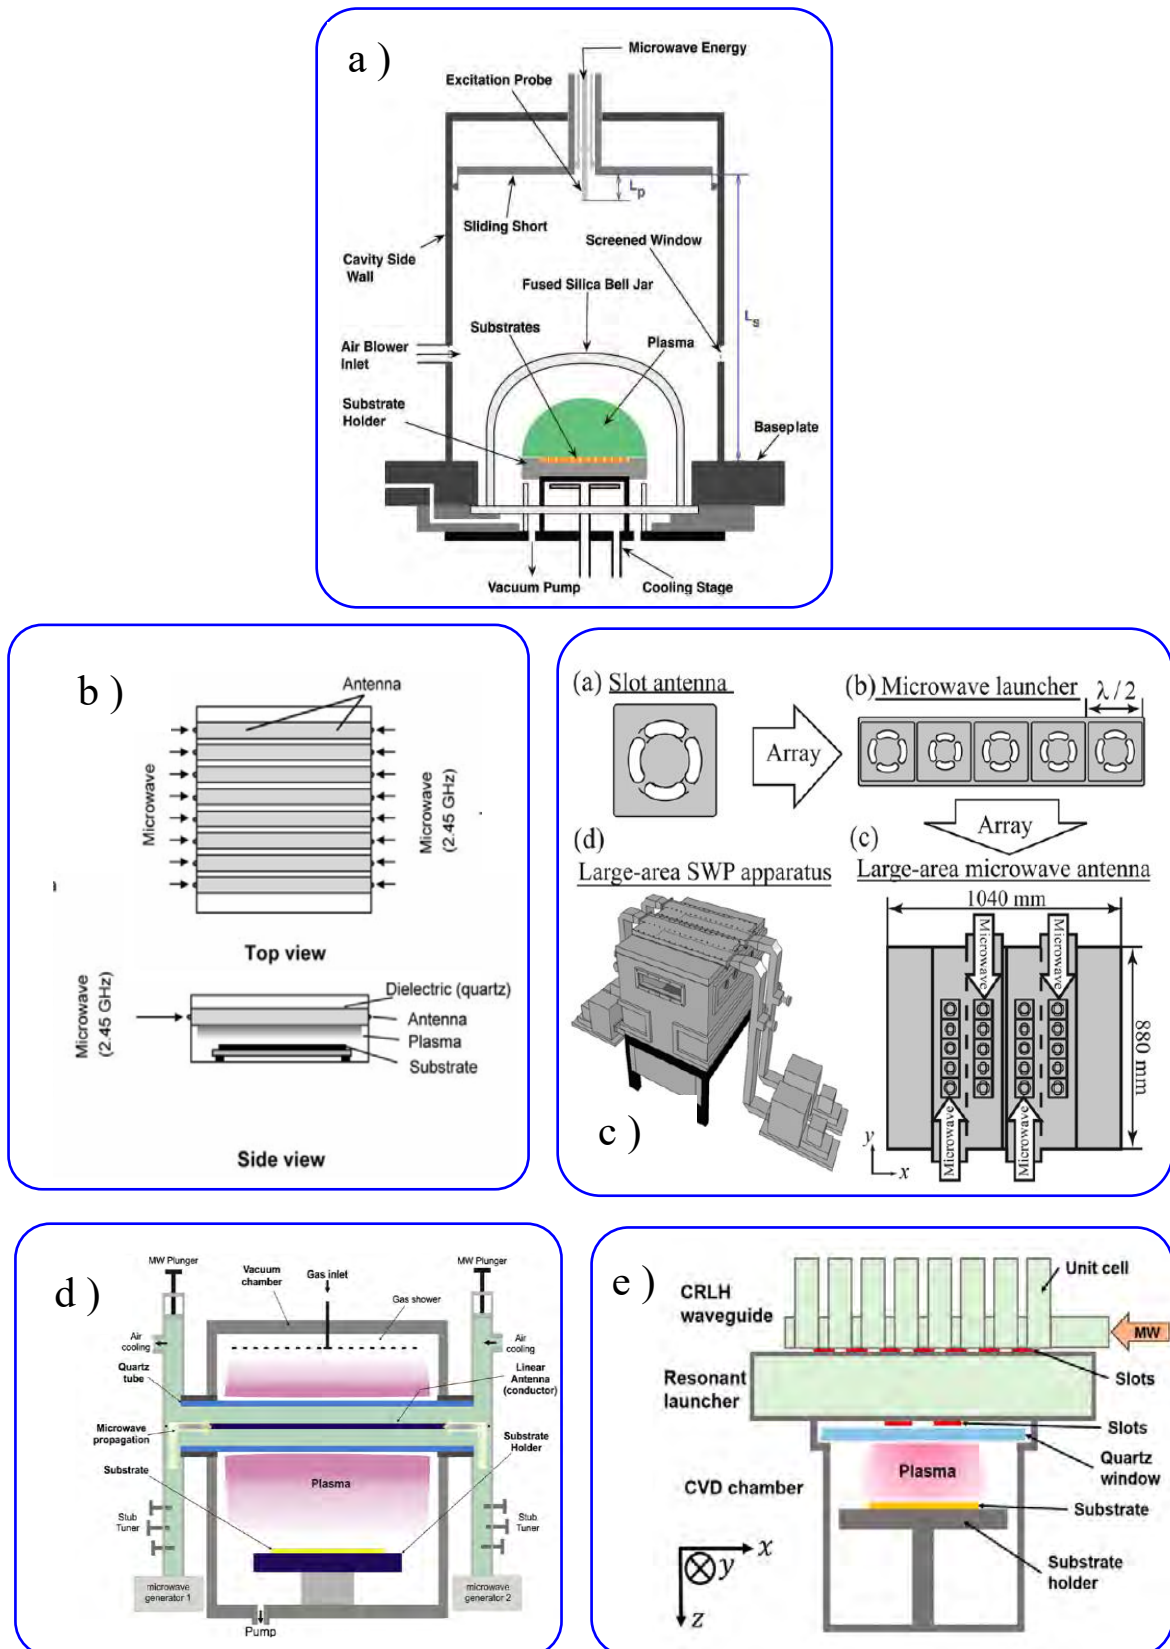 a )
Microwave Energy
Excitation Probe
Lp
Sliding Short
Screened Window
Cavity Side
Wall
Fused Silica Bell Jar
Ls
Substrates
Plasma
Air Blower
Inlet
Substrate
Holder
Baseplate
Vacuum Pump
Cooling Stage
b )
Antenna
Microwave
Microwave
(2.45 GHz)
Top view
Microwave
(2.45 GHz)
Dielectric (quartz)
Antenna
Plasma
Substrate
Side view
(a) Slot antenna
Array
(b) Microwave launcher
λ/2
Array
(d)
Large-area SWP apparatus
(c)
Large-area microwave antenna
1040 mm
Microwave
Microwave
880 mm
Microwave
Microwave
y
x
c )
d )
MW Plunger
Vacuum
chamber
Gas inlet
MW Plunger
Gas shower
Air
cooling
Air
cooling
Quartz
tube
Linear
Antenna
(conductor)
Microwave
propagation
Substrate
Holder
Substrate
Plasma
Stub
Tuner
Stub
Tuner
microwave
generator 1
microwave
generator 2
Pump
e )
CRLH
waveguide
Unit cell
MW
Slots
Resonant
launcher
Slots
Quartz
window
Plasma
CVD chamber
Substrate
x
y
z
Substrate
holder